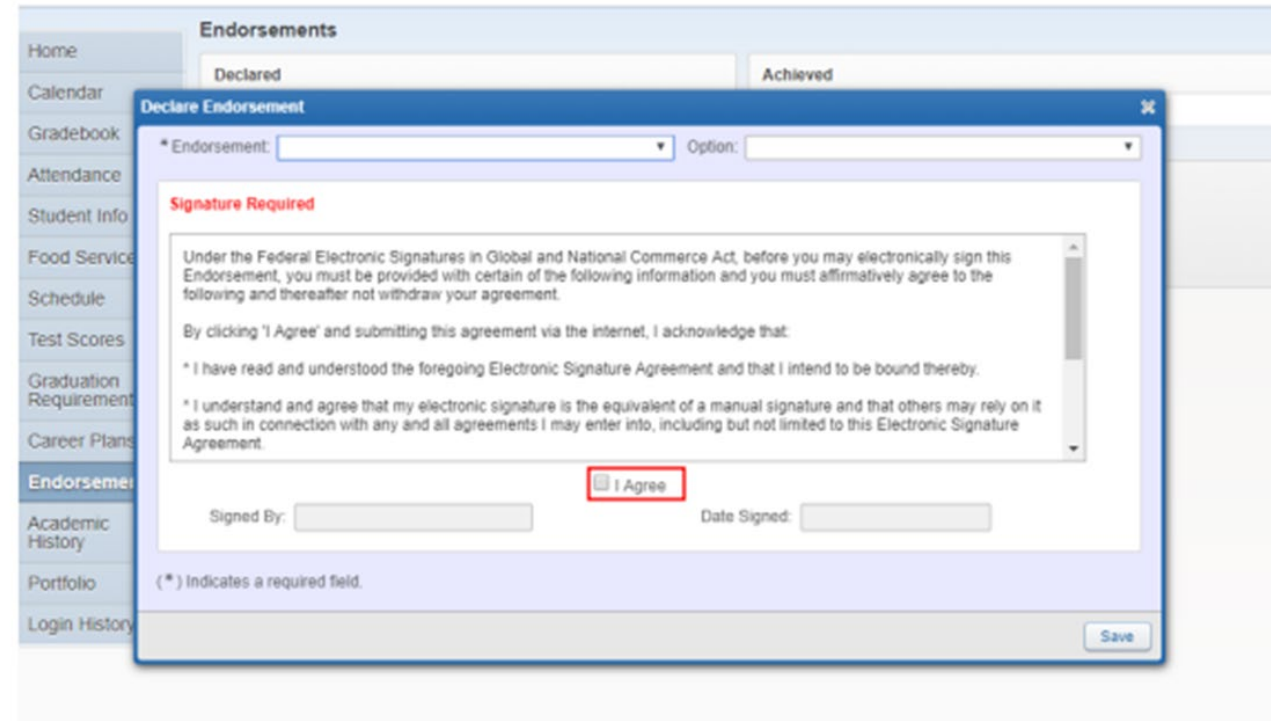 Endorsements
Home
Declared
Achieved
Calendar
Declare Endorsement
Gradebook
* Endorsement:
Option:
Attendance
Student Info
Signature Required
Food Service
Under the Federal Electronic Signatures in Global and National Commerce Act, before you may electronically sign this
Endorsement, you must be provided with certain of the following information and you must affirmatively agree to the
following and thereafter not withdraw your agreement.
Schedule
By clicking 'I Agree' and submitting this agreement via the internet, I acknowledge that:
Test Scores
* I have read and understood the foregoing Electronic Signature Agreement and that I intend to be bound thereby.
Graduation
Requirement
* I understand and agree that my electronic signature is the equivalent of a manual signature and that others may rely on it
as such in connection with any and all agreements I may enter into, including but not limited to this Electronic Signature
Agreement.
Career Plans
Endorsemen
I Agree
Academic
History
Signed By:
Date Signed:
Portfolio
(*) Indicates a required field.
Login History
Save